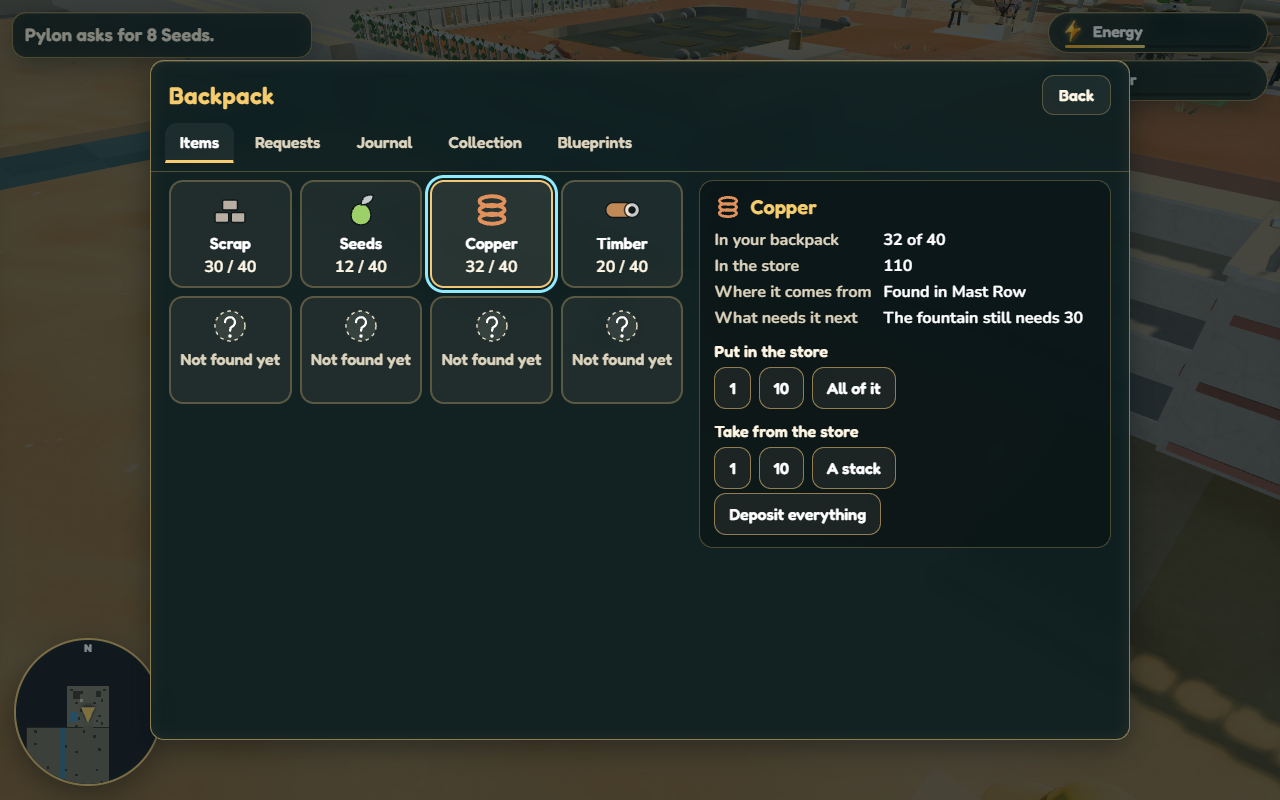 Pylon asks for 8 Seeds.
Energy
Backpack
Back
Items
Requests
Journal
Collection
Blueprints
Scrap
30 / 40
Seeds
12 / 40
Copper
32 / 40
Timber
20 / 40
?
Not found yet
?
Not found yet
?
Not found yet
?
Not found yet
Copper
In your backpack 32 of 40
In the store 110
Where it comes from Found in Mast Row
What needs it next The fountain still needs 30
Put in the store
1
10
All of it
Take from the store
1
10
A stack
Deposit everything
N